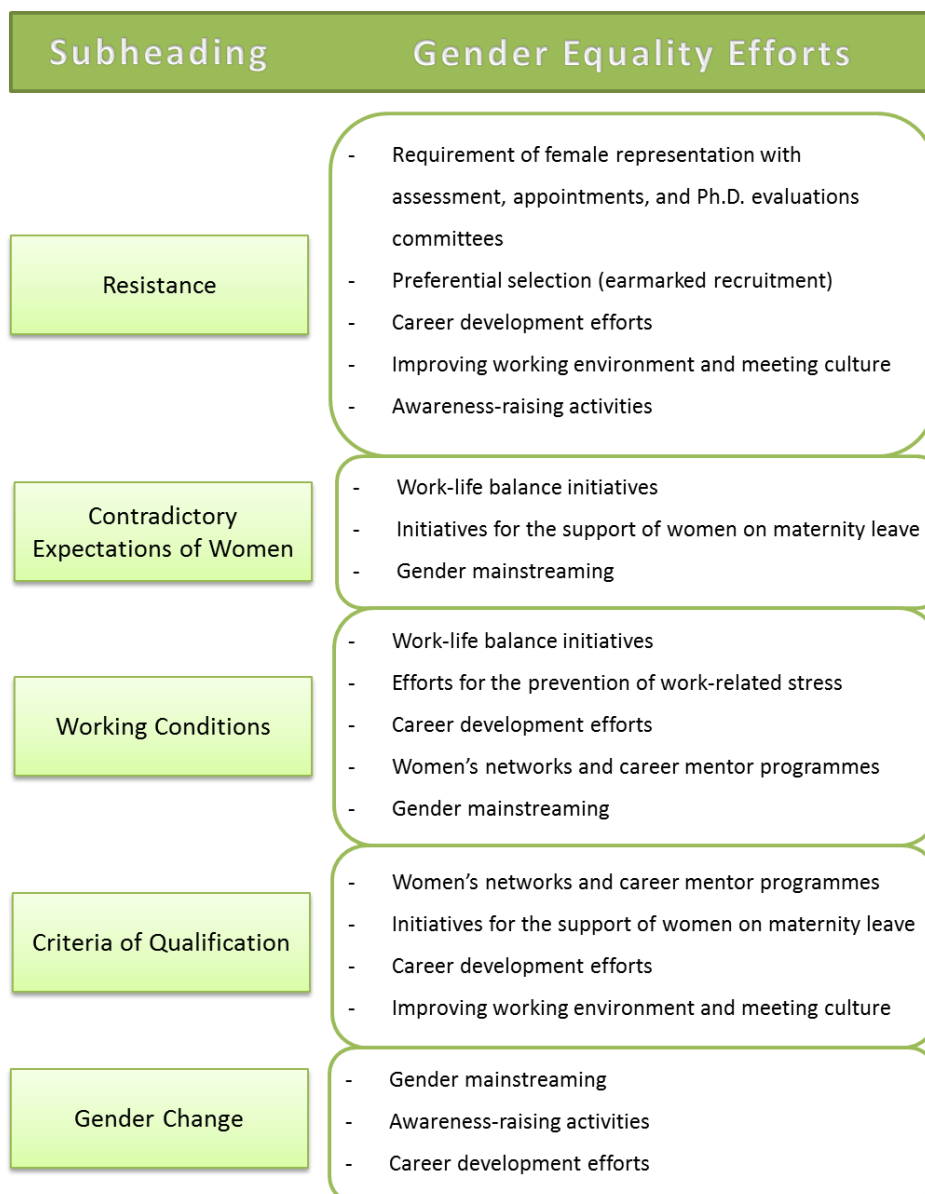 Subheading Gender Equality Efforts
Resistance
- Requirement of female representation with
assessment, appointments, and Ph.D. evaluations
committees
- Preferential selection (earmarked recruitment)
- Career development efforts
- Improving working environment and meeting culture
- Awareness-raising activities
Contradictory
Expectations of Women
- Work-life balance initiatives
- Initiatives for the support of women on maternity leave
- Gender mainstreaming
Working Conditions
- Work-life balance initiatives
- Efforts for the prevention of work-related stress
- Career development efforts
- Women’s networks and career mentor programmes
- Gender mainstreaming
Criteria of Qualification
- Women’s networks and career mentor programmes
- Initiatives for the support of women on maternity leave
- Career development efforts
- Improving working environment and meeting culture
Gender Change
- Gender mainstreaming
- Awareness-raising activities
- Career development efforts